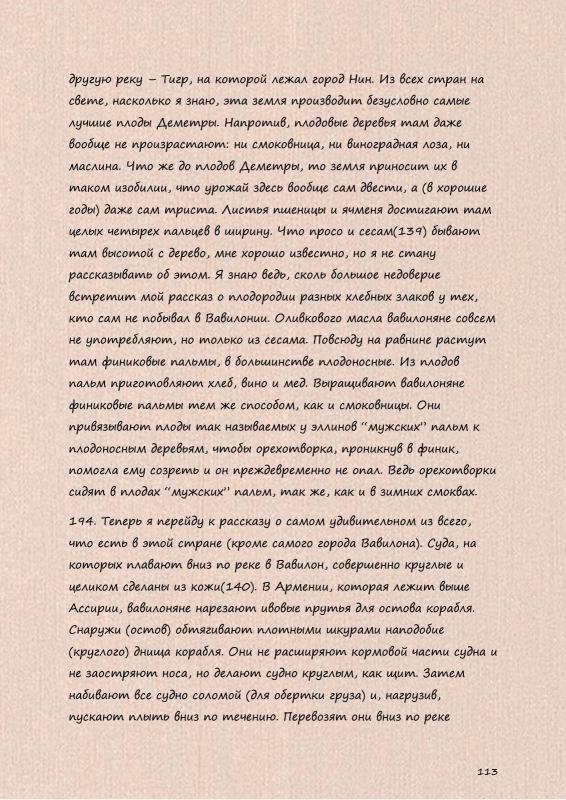 другую реку – Тигр, на которой лежал город Нин. Из всех стран на
свете, насколько я знаю, эта земля производит безусловно самые
лучшие плоды Деметры. Напротив, плодовые деревья там даже
вообще не произрастают: ни смоковница, ни виноградная лоза, ни
маслина. Что же до плодов Деметры, то земля приносит их в
таком изобилии, что урожай здесь вообще сам двести, а (в хорошие
годы) даже сам триста. Листья пшеницы и ячменя достигают там
целых четырех пальцев в ширину. Что просо и сесам(139) бывают
там высотой с дерево, мне хорошо известно, но я не стану
рассказывать об этом. Я знаю ведь, сколь большое недоверие
встретит мой рассказ о плодородии разных хлебных злаков у тех,
кто сам не побывал в Вавилонии. Оливкового масла вавилоняне совсем
не употребляют, но только из сесама. Повсюду на равнине растут
там финиковые пальмы, в большинстве плодоносные. Из плодов
пальм приготовляют хлеб, вино и мед. Выращивают вавилоняне
финиковые пальмы тем же способом, как и смоковницы. Они
привязывают плоды так называемых у эллинов “мужских” пальм к
плодоносным деревьям, чтобы орехотворка, проникнув в финик,
помогла ему созреть и он преждевременно не опал. Ведь орехотворки
сидят в плодах “мужских” пальм, так же, как и в зимних смоквах.
194. Теперь я перейду к рассказу о самом удивительном из всего,
что есть в этой стране (кроме самого города Вавилона). Суда, на
которых плавают вниз по реке в Вавилон, совершенно круглые и
целиком сделаны из кожи(140). В Армении, которая лежит выше
Ассирии, вавилоняне нарезают ивовые прутья для остова корабля.
Снаружи (остов) обтягивают плотными шкурами наподобие
(круглого) днища корабля. Они не расширяют кормовой части судна и
не заостряют носа, но делают судно круглым, как щит. Затем
набивают все судно соломой (для обертки груза) и, нагрузив,
пускают плыть вниз по течению. Перевозят они вниз по реке
113